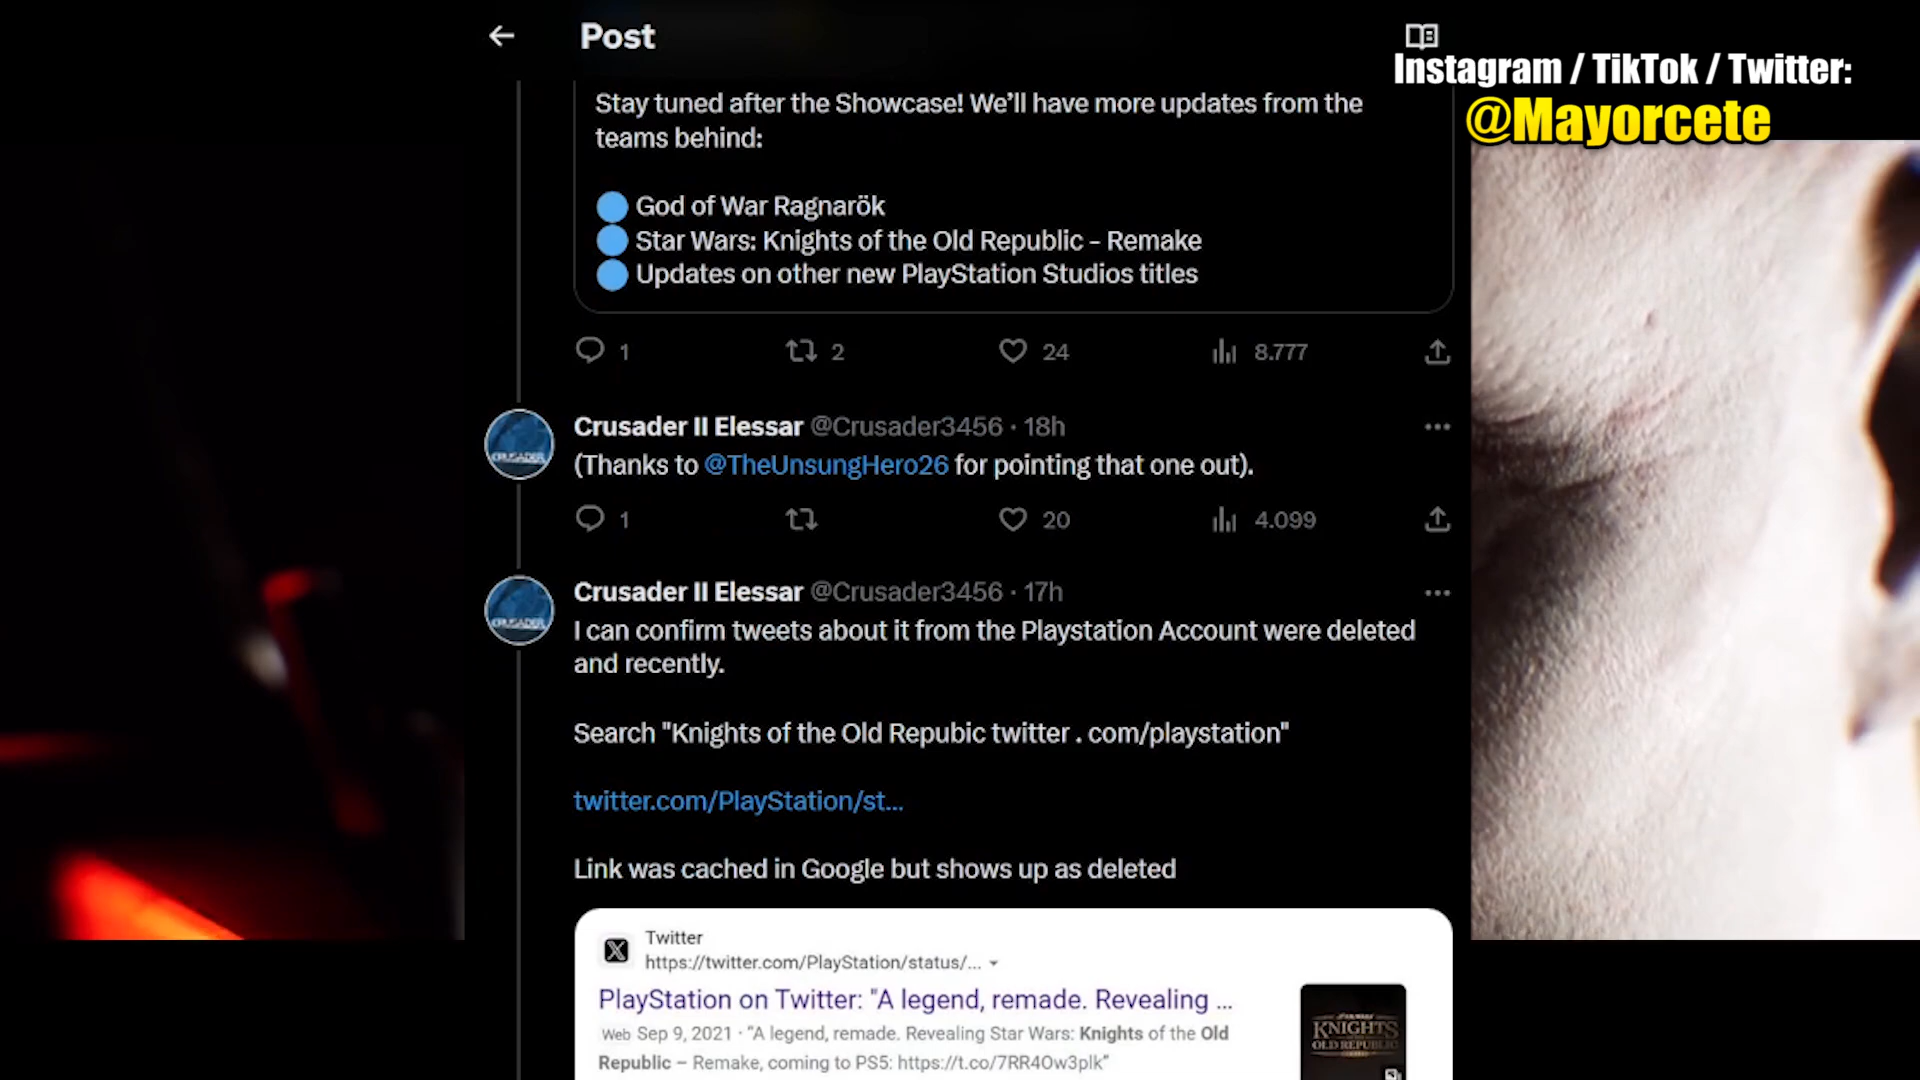 Post
Instagram / TikTok / Twitter:
@Mayorcete
Stay tuned after the Showcase! We'll have more updates from the
teams behind:
God of War Ragnarök
Star Wars: Knights of the Old Republic – Remake
Updates on other new PlayStation Studios titles
1 2 24 8.777
Crusader II Elessar @Crusader3456 · 18h
(Thanks to @TheUnsungHero26 for pointing that one out).
1 20 4.099
Crusader II Elessar @Crusader3456 · 17h
I can confirm tweets about it from the Playstation Account were deleted
and recently.
Search "Knights of the Old Repubic twitter . com/playstation"
twitter.com/PlayStation/st...
Link was cached in Google but shows up as deleted
Twitter
https://twitter.com/PlayStation/status/...
PlayStation on Twitter: "A legend, remade. Revealing ...
Web Sep 9, 2021 · "A legend, remade. Revealing Star Wars: Knights of the Old
Republic – Remake, coming to PS5: https://t.co/7RR4Ow3plk"
KNIGHTS
OLD REPUBLIC